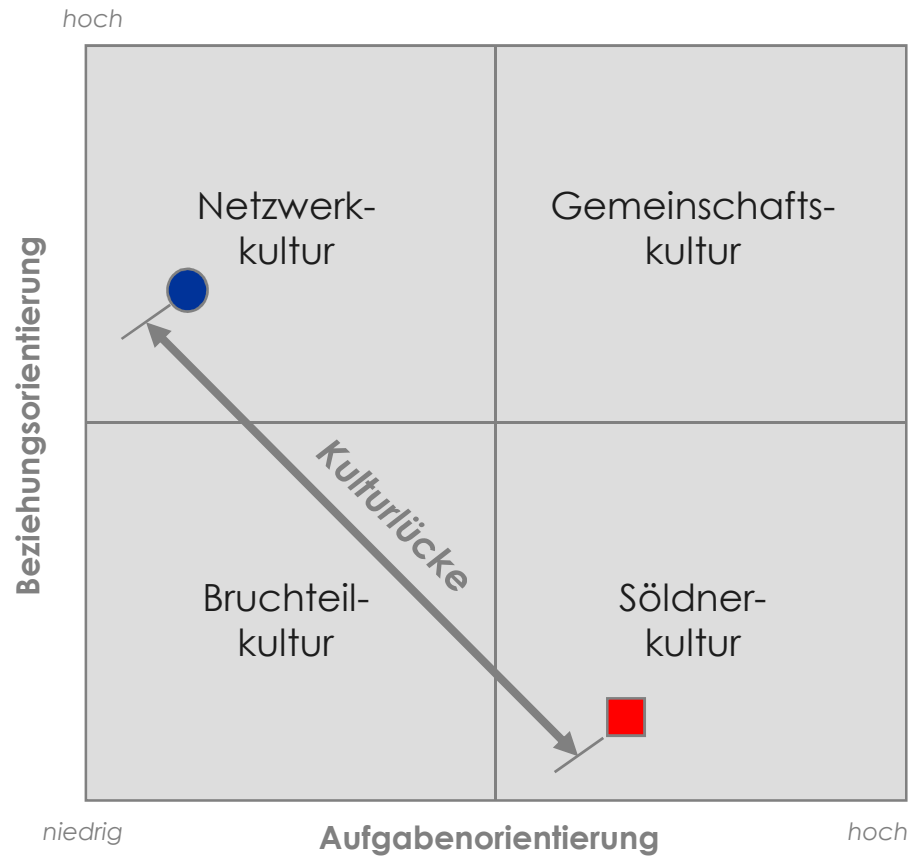 hoch
Netzwerk-
kultur
Gemeinschafts-
kultur
Beziehungsorientierung
Kulturlücke
Bruchteil-
kultur
Söldner-
kultur
niedrig
Aufgabenorientierung
hoch